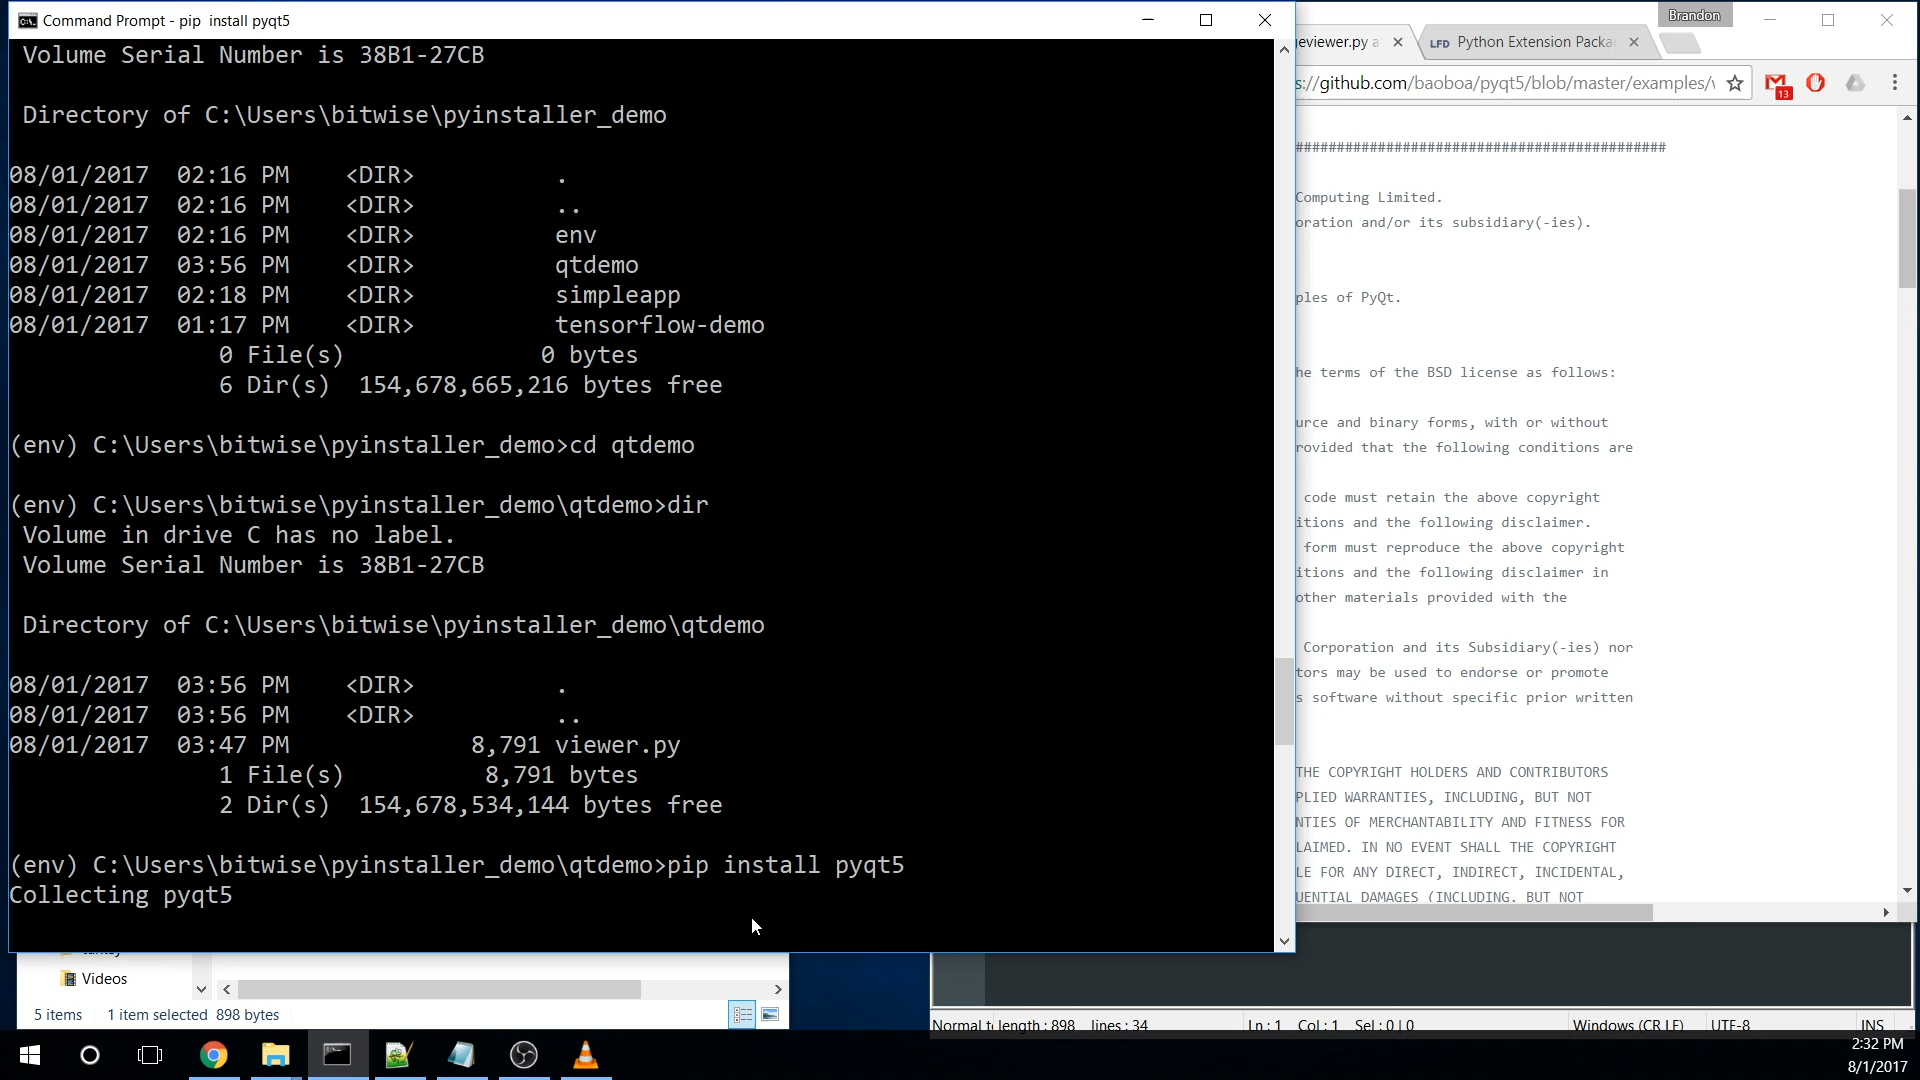 Command Prompt - pip  install pyqt5
Volume Serial Number is 38B1-27CB
Directory of C:\Users\bitwise\pyinstaller_demo
08/01/2017  02:16 PM    <DIR>          .
08/01/2017  02:16 PM    <DIR>          ..
08/01/2017  02:16 PM    <DIR>          env
08/01/2017  03:56 PM    <DIR>          qtdemo
08/01/2017  02:18 PM    <DIR>          simpleapp
08/01/2017  01:17 PM    <DIR>          tensorflow-demo
0 File(s)              0 bytes
6 Dir(s)  154,678,665,216 bytes free
(env) C:\Users\bitwise\pyinstaller_demo>cd qtdemo
(env) C:\Users\bitwise\pyinstaller_demo\qtdemo>dir
Volume in drive C has no label.
Volume Serial Number is 38B1-27CB
Directory of C:\Users\bitwise\pyinstaller_demo\qtdemo
08/01/2017  03:56 PM    <DIR>          .
08/01/2017  03:56 PM    <DIR>          ..
08/01/2017  03:47 PM             8,791 viewer.py
1 File(s)          8,791 bytes
2 Dir(s)  154,678,534,144 bytes free
(env) C:\Users\bitwise\pyinstaller_demo\qtdemo>pip install pyqt5
Collecting pyqt5
Brandon
eviewer.py a
LFD Python Extension Packa
s://github.com/baoboa/pyqt5/blob/master/examples/
13
#############################################
Computing Limited.
oration and/or its subsidiary(-ies).
ples of PyQt.
he terms of the BSD license as follows:
urce and binary forms, with or without
rovided that the following conditions are
code must retain the above copyright
itions and the following disclaimer.
form must reproduce the above copyright
itions and the following disclaimer in
other materials provided with the
Corporation and its Subsidiary(-ies) nor
tors may be used to endorse or promote
s software without specific prior written
THE COPYRIGHT HOLDERS AND CONTRIBUTORS
PLIED WARRANTIES, INCLUDING, BUT NOT
NTIES OF MERCHANTABILITY AND FITNESS FOR
LAIMED. IN NO EVENT SHALL THE COPYRIGHT
LE FOR ANY DIRECT, INDIRECT, INCIDENTAL,
UENTIAL DAMAGES (INCLUDING, BUT NOT
Videos
5 items   1 item selected  898 bytes
Normal t length : 898   lines : 34   Ln : 1   Col : 1   Sel : 0 | 0   Windows (CR LF)   UTF-8   INS
2:32 PM
8/1/2017